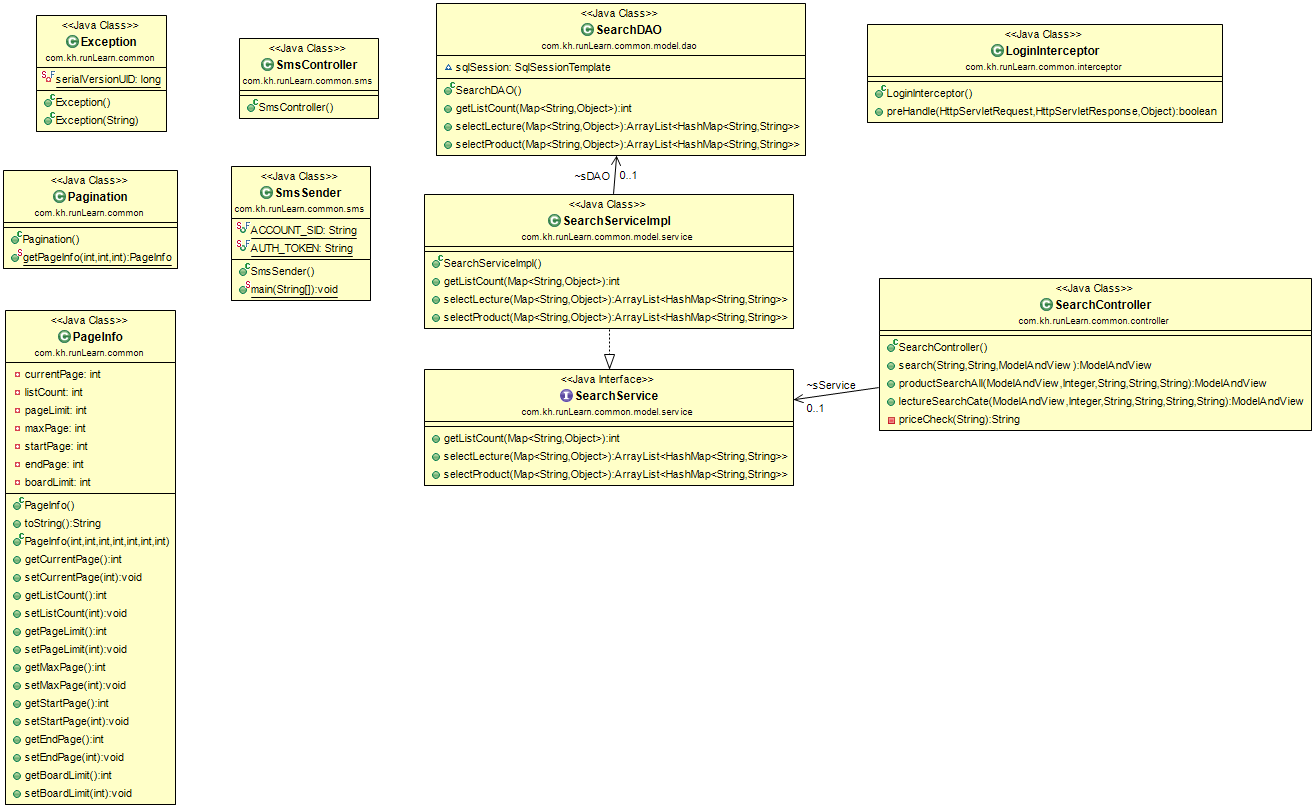 <<Java Class>>
Exception
com.kh.runLearn.common
serialVersionUID: long
Exception()
Exception(String)
<<Java Class>>
SmsController
com.kh.runLearn.common.sms
SmsController()
<<Java Class>>
SearchDAO
com.kh.runLearn.common.model.dao
sqlSession: SqlSessionTemplate
SearchDAO()
getListCount(Map<String,Object>):int
selectLecture(Map<String,Object>):ArrayList<HashMap<String,String>>
selectProduct(Map<String,Object>):ArrayList<HashMap<String,String>>
<<Java Class>>
LoginInterceptor
com.kh.runLearn.common.interceptor
LoginInterceptor()
preHandle(HttpServletRequest,HttpServletResponse,Object):boolean
<<Java Class>>
Pagination
com.kh.runLearn.common
Pagination()
getPageInfo(int,int,int):PageInfo
<<Java Class>>
SmsSender
com.kh.runLearn.common.sms
ACCOUNT_SID: String
AUTH_TOKEN: String
SmsSender()
main(String[]):void
~sDAO
0..1
<<Java Class>>
SearchServiceImpl
com.kh.runLearn.common.model.service
SearchServiceImpl()
getListCount(Map<String,Object>):int
selectLecture(Map<String,Object>):ArrayList<HashMap<String,String>>
selectProduct(Map<String,Object>):ArrayList<HashMap<String,String>>
<<Java Class>>
SearchController
com.kh.runLearn.common.controller
SearchController()
search(String,String,ModelAndView):ModelAndView
productSearchAll(ModelAndView,Integer,String,String,String):ModelAndView
lectureSearchCate(ModelAndView,Integer,String,String,String,String):ModelAndView
priceCheck(String):String
<<Java Class>>
PageInfo
com.kh.runLearn.common
currentPage: int
listCount: int
pageLimit: int
maxPage: int
startPage: int
endPage: int
boardLimit: int
PageInfo()
toString():String
PageInfo(int,int,int,int,int,int,int)
getCurrentPage():int
setCurrentPage(int):void
getListCount():int
setListCount(int):void
getPageLimit():int
setPageLimit(int):void
getMaxPage():int
setMaxPage(int):void
getStartPage():int
setStartPage(int):void
getEndPage():int
setEndPage(int):void
getBoardLimit():int
setBoardLimit(int):void
<<Java Interface>>
SearchService
com.kh.runLearn.common.model.service
getListCount(Map<String,Object>):int
selectLecture(Map<String,Object>):ArrayList<HashMap<String,String>>
selectProduct(Map<String,Object>):ArrayList<HashMap<String,String>>
~sService
0..1